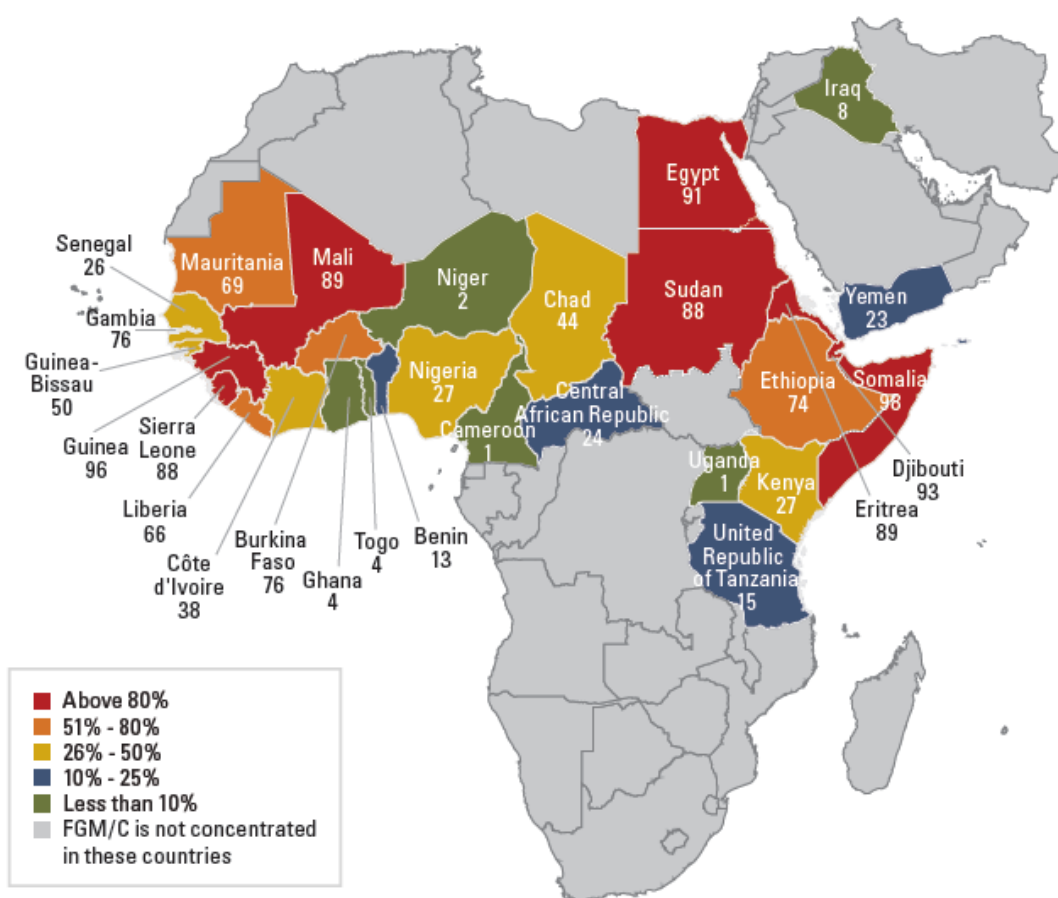 Iraq
8
Egypt
91
Senegal
26
Mauritania
69
Mali
89
Niger
2
Chad
44
Sudan
88
Yemen
23
Gambia
76
Guinea-
Bissau
50
Nigeria
27
Ethiopia
74
Somalia
98
Central
African Republic
24
Cameroon
1
Guinea
96
Sierra
Leone
88
Uganda
1
Kenya
27
Djibouti
93
Eritrea
89
Liberia
66
Côte
d'Ivoire
38
Burkina
Faso
76
Ghana
4
Togo
4
Benin
13
United
Republic
of Tanzania
15
Above 80%
51% - 80%
26% - 50%
10% - 25%
Less than 10%
FGM/C is not concentrated
in these countries